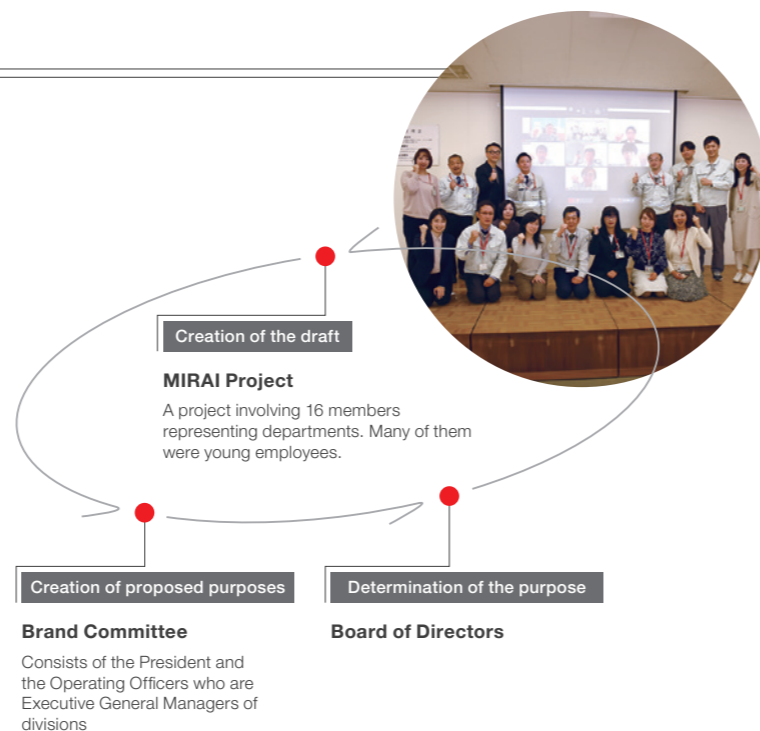 Creation of the draft
MIRAI Project
A project involving 16 members
representing departments. Many of them
were young employees.
Creation of proposed purposes
Brand Committee
Consists of the President and
the Operating Officers who are
Executive General Managers of
divisions
Determination of the purpose
Board of Directors